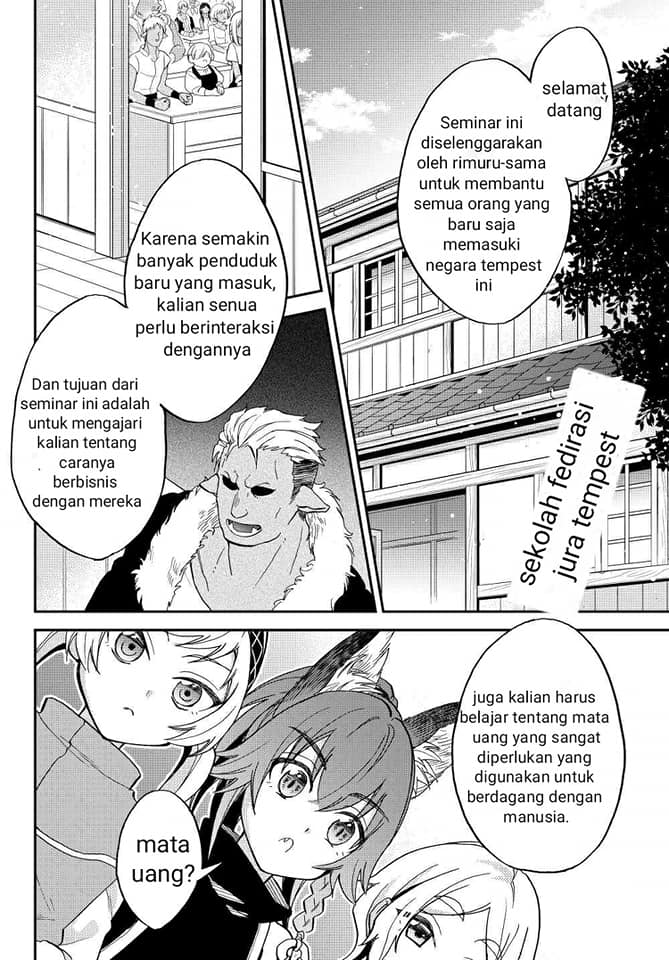 selamat
datang
Seminar ini
diselenggarakan
oleh rimuru-sama
untuk membantu
semua orang yang
baru saja
memasuki
negara tempest
ini
sekolah fedirasi
jura tempest
Karena semakin
banyak penduduk
baru yang masuk,
kalian senua
perlu berinteraksi
dengannya
Dan tujuan dari
seminar ini adalah
untuk mengajari
kalian tentang
caranya
berbisnis
dengan mereka
juga kalian harus
belajar tentang mata
uang yang sangat
diperlukan yang
digunakan untuk
berdagang dengan
manusia.
mata
uang?